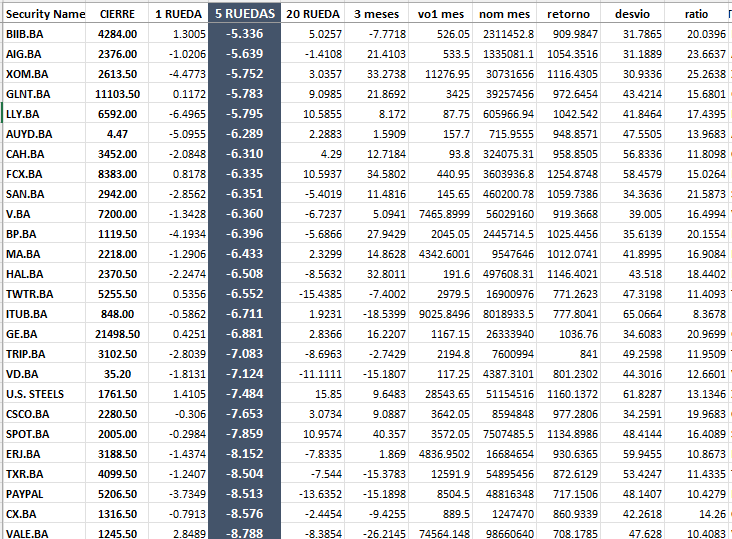 Security Name CIERRE 1 RUEDA 5 RUEDAS 20 RUEDA 3 meses vo1 mes nom mes retorno desvio ratio
BIIB.BA 4284.00 1.3005 -5.336 5.0257 -7.7718 526.05 2311452.8 909.9847 31.7865 20.0396
AIG.BA 2376.00 -1.0206 -5.639 -1.4108 21.4103 533.5 1335081.1 1054.3516 31.1889 23.6637
XOM.BA 2613.50 -4.4773 -5.752 3.0357 33.2738 11276.95 30731656 1116.4305 30.9336 25.2638
GLNT.BA 11103.50 0.1172 -5.783 9.0985 21.8692 3425 39257456 972.6454 43.4214 15.6801
LLY.BA 6592.00 -6.4965 -5.795 10.5855 8.172 87.75 605966.94 1042.542 41.8464 17.4395
AUYD.BA 4.47 -5.0955 -6.289 2.2883 1.5909 157.7 715.9555 948.8571 47.5505 13.9683
CAH.BA 3452.00 -2.0848 -6.310 4.29 12.7184 93.8 324075.31 958.8505 56.8336 11.8098
FCX.BA 8383.00 0.8178 -6.335 10.5937 34.5802 440.95 3603936.8 1254.8748 58.4579 15.0264
SAN.BA 2942.00 -2.8562 -6.351 -5.4019 11.4816 145.65 460200.78 1059.7386 34.3636 21.5873
V.BA 7200.00 -1.3428 -6.360 -6.7237 5.0941 7465.8999 56029160 919.3668 39.005 16.4994
BP.BA 1119.50 -4.1934 -6.396 -5.6866 27.9429 2045.05 2445714.5 1025.4456 35.6139 20.1554
MA.BA 2218.00 -1.2906 -6.433 2.3299 14.8628 4342.6001 9547646 1012.0741 41.8995 16.9084
HAL.BA 2370.50 -2.2474 -6.508 -8.5632 32.8011 191.6 497608.31 1146.4021 43.518 18.4402
TWTR.BA 5255.50 0.5356 -6.552 -15.4385 -7.4002 2979.5 16900976 771.2623 47.3198 11.4093
ITUB.BA 848.00 -0.5862 -6.711 1.9231 -18.5399 9025.8496 8018933.5 777.8041 65.0664 8.3678
GE.BA 21498.50 0.4251 -6.881 2.8366 16.2207 1167.15 26333940 1036.76 34.6083 20.9699
TRIP.BA 3102.50 -2.8039 -7.083 -8.6963 -2.7429 2194.8 7600994 841 49.2598 11.9509
VD.BA 35.20 -1.8131 -7.124 -11.1111 -15.1807 117.25 4387.3101 801.2302 44.3016 12.6601
U.S. STEELS 1761.50 1.4105 -7.484 15.85 9.6483 28543.65 51154516 1160.1372 61.8287 13.1346
CSCO.BA 2280.50 -0.306 -7.653 3.0734 9.0887 3642.05 8594848 977.2806 34.2591 19.9683
SPOT.BA 2005.00 -0.2984 -7.859 10.9574 40.357 3572.05 7507485.5 1134.8986 48.4144 16.4089
ERJ.BA 3188.50 -1.4374 -8.152 -7.8335 1.869 4836.9502 16684654 930.6365 59.9455 10.8673
TXR.BA 4099.50 -1.2407 -8.504 -7.544 -15.3783 12591.9 54895456 872.6129 53.4247 11.4335
PAYPAL 5206.50 -3.7349 -8.513 -13.6352 -15.1898 8504.5 48816348 717.1506 48.1407 10.4279
CX.BA 1316.50 -0.7913 -8.576 -2.4454 -9.4255 889.5 1247470 860.9339 42.2618 14.26
VALE.BA 1245.50 2.8489 -8.788 -8.3854 -26.2145 74564.148 98660640 708.1785 47.628 10.4083